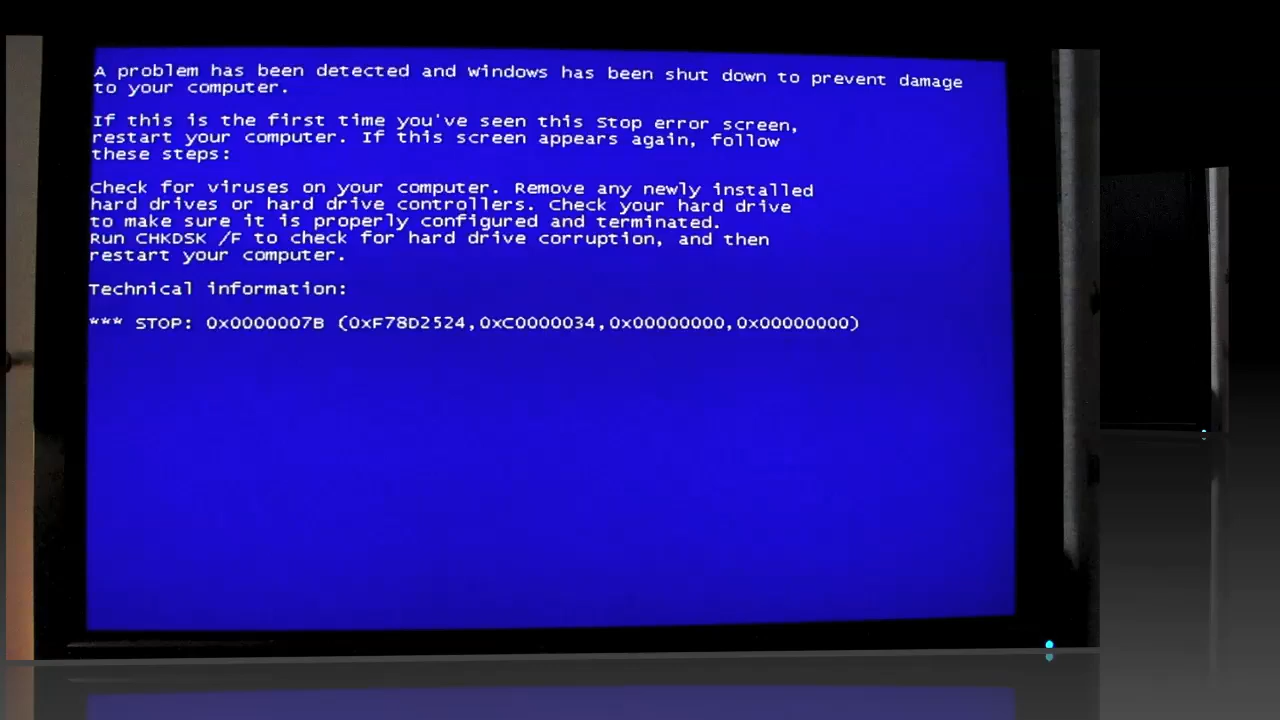 A problem has been detected and Windows has been shut down to prevent damage
to your computer.
If this is the first time you've seen this Stop error screen,
restart your computer. If this screen appears again, follow
these steps:
Check for viruses on your computer. Remove any newly installed
hard drives or hard drive controllers. Check your hard drive
to make sure it is properly configured and terminated.
Run CHKDSK /F to check for hard drive corruption, and then
restart your computer.
Technical information:
*** STOP: 0x0000007B (0xF78D2524,0xC0000034,0x00000000,0x00000000)